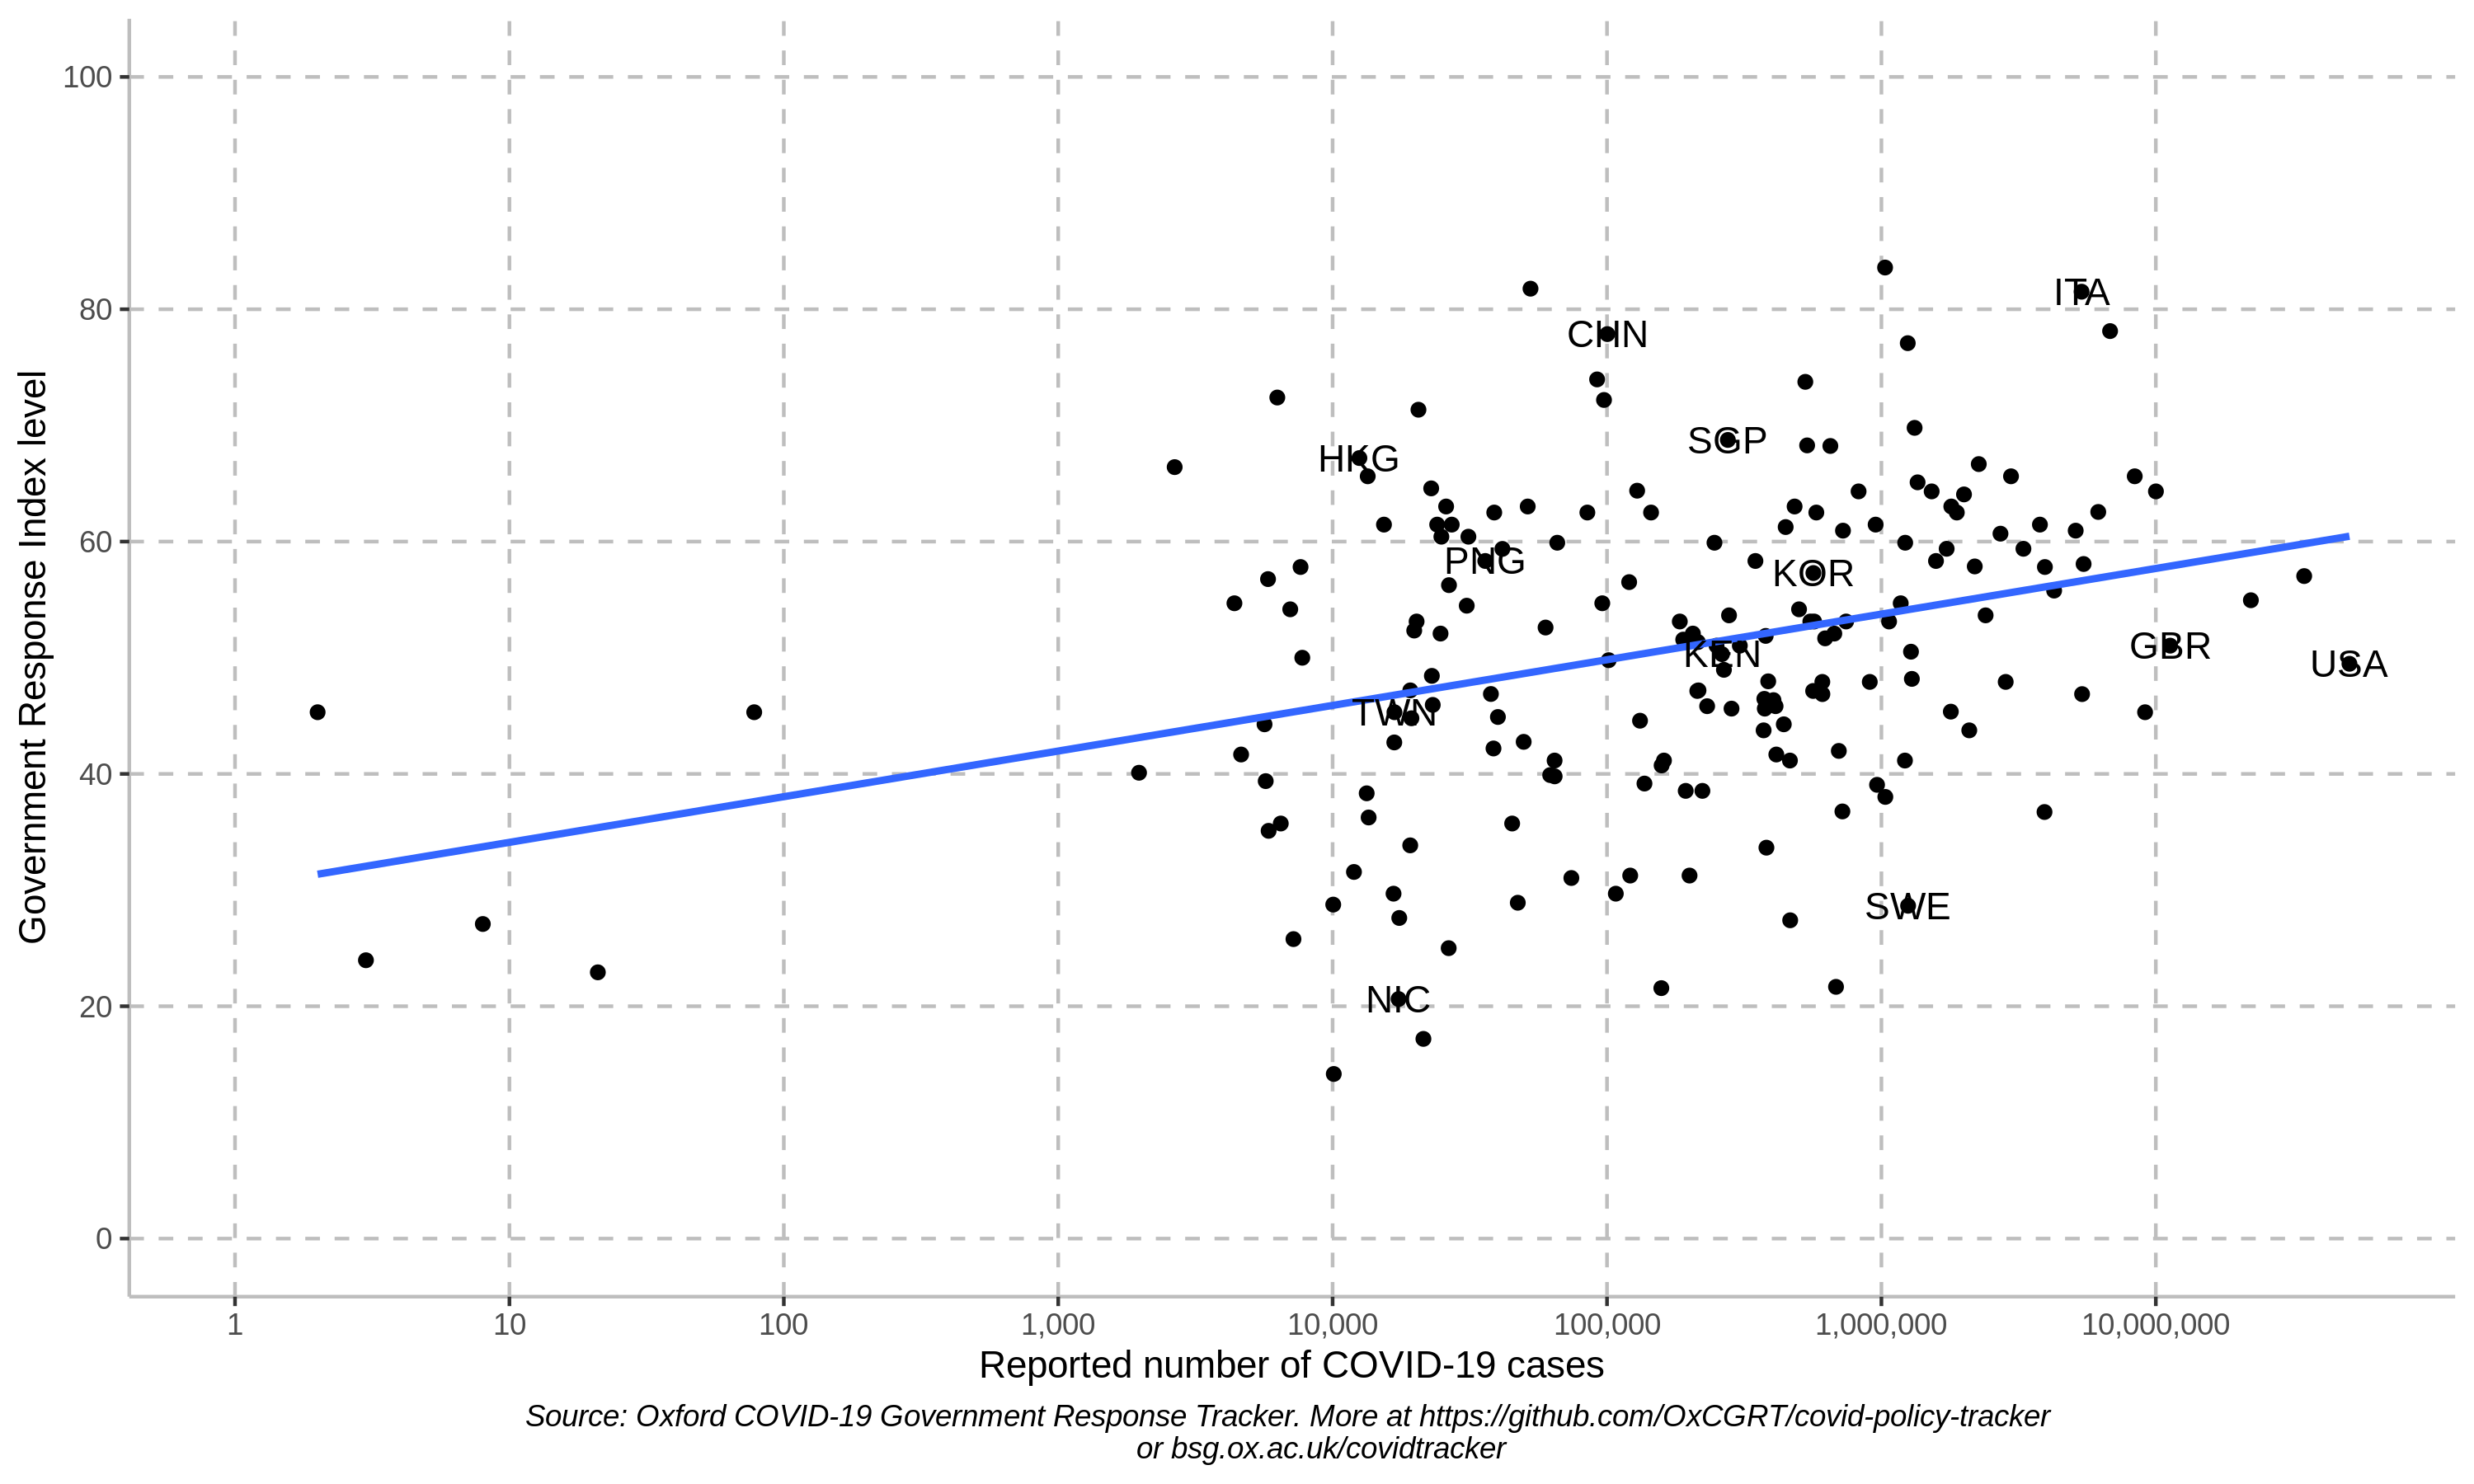 100
80
60
40
20
0
Government Response Index level
ITA
CHN
SGP
HKG
PNG
KOR
KEN
GBR
USA
TWN
SWE
NIC
1
10
100
1,000
10,000
100,000
1,000,000
10,000,000
Reported number of COVID-19 cases
Source: Oxford COVID-19 Government Response Tracker. More at https://github.com/OxCGRT/covid-policy-tracker
or bsg.ox.ac.uk/covidtracker